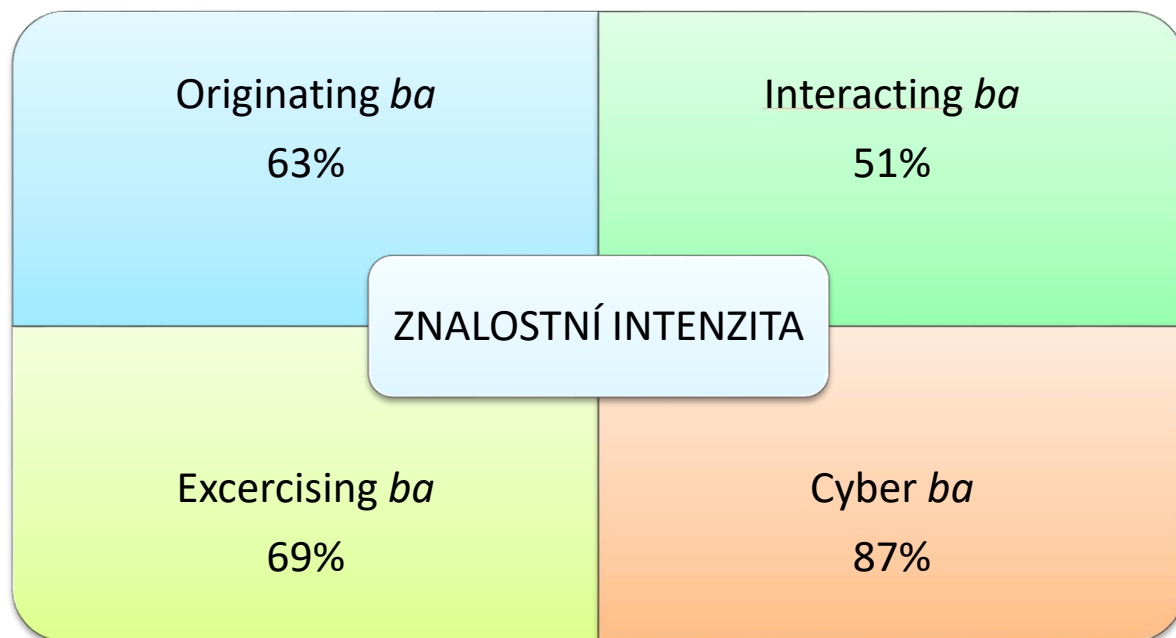 Originating ba
63%
Interacting ba
51%
ZNALOSTNÍ INTENZITA
Excercising ba
69%
Cyber ba
87%